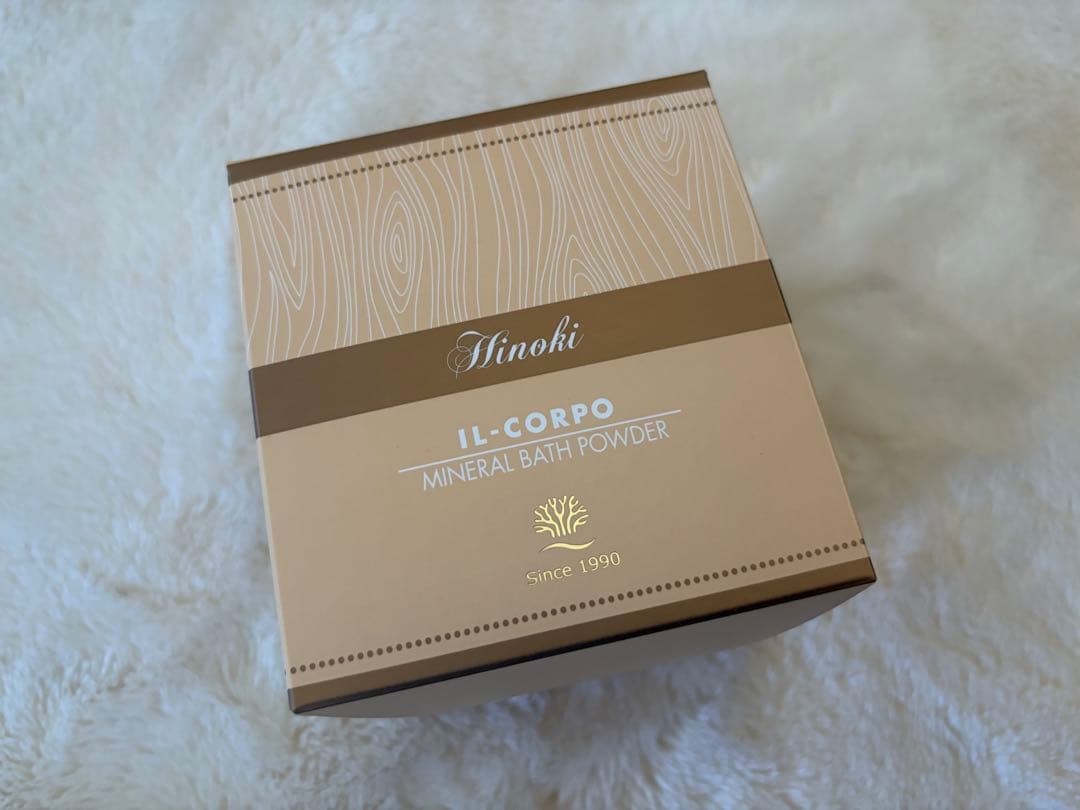 Hinoki
IL-CORPO
MINERAL BATH POWDER
Since 1990